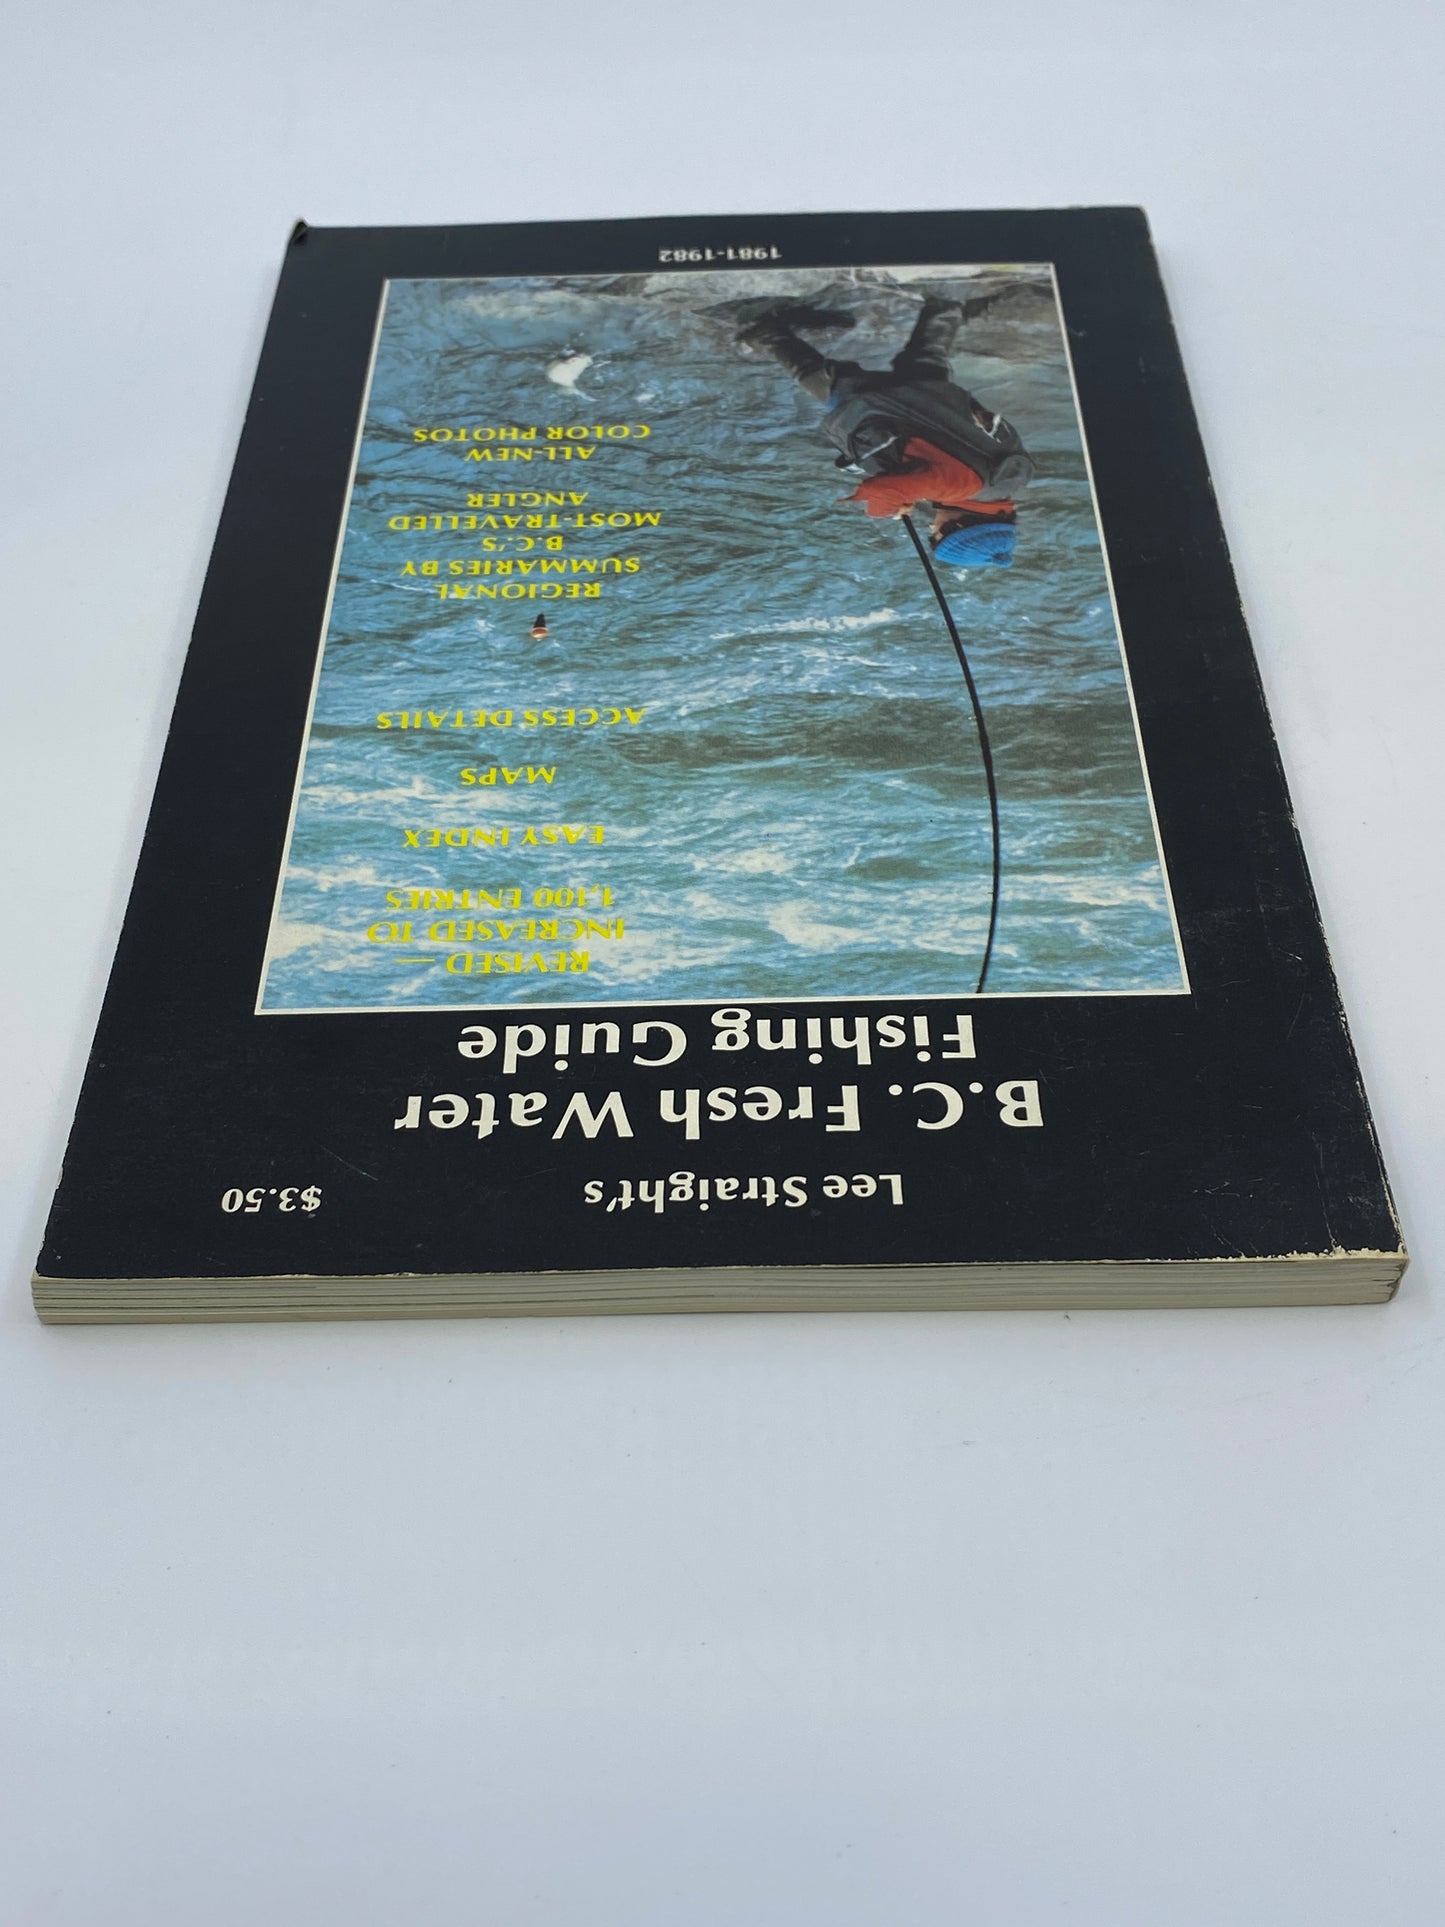 Lee Straight's
$3.50
B.C. Fresh Water
Fishing Guide
REVISED —
INCREASED TO
1,100 ENTRIES
EASY INDEX
MAPS
ACCESS DETAILS
REGIONAL
SUMMARIES BY
B.C.'S
MOST-TRAVELLED
ANGLER
ALL-NEW
COLOR PHOTOS
1981-1982